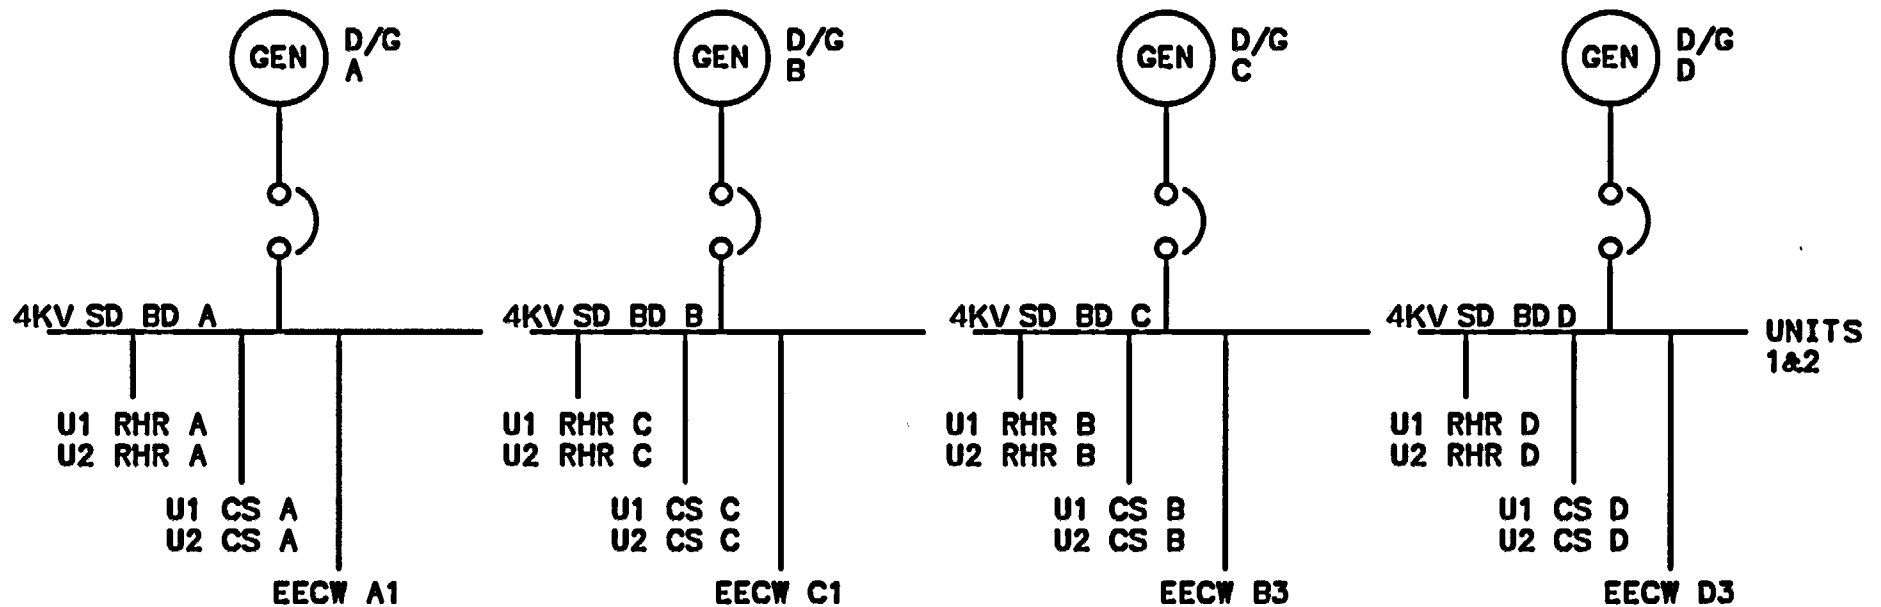 GEN
D/G
A
GEN
D/G
B
GEN
D/G
C
GEN
D/G
D
4KV SD BD A
4KV SD BD B
4KV SD BD C
4KV SD BD D
UNITS
1&2
U1 RHR A
U2 RHR A
U1 RHR C
U2 RHR C
U1 RHR B
U2 RHR B
U1 RHR D
U2 RHR D
U1 CS A
U2 CS A
U1 CS C
U2 CS C
U1 CS B
U2 CS B
U1 CS D
U2 CS D
EECW A1
EECW C1
EECW B3
EECW D3